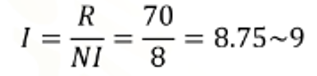 I = R/NI = 70/8 = 8.75~9